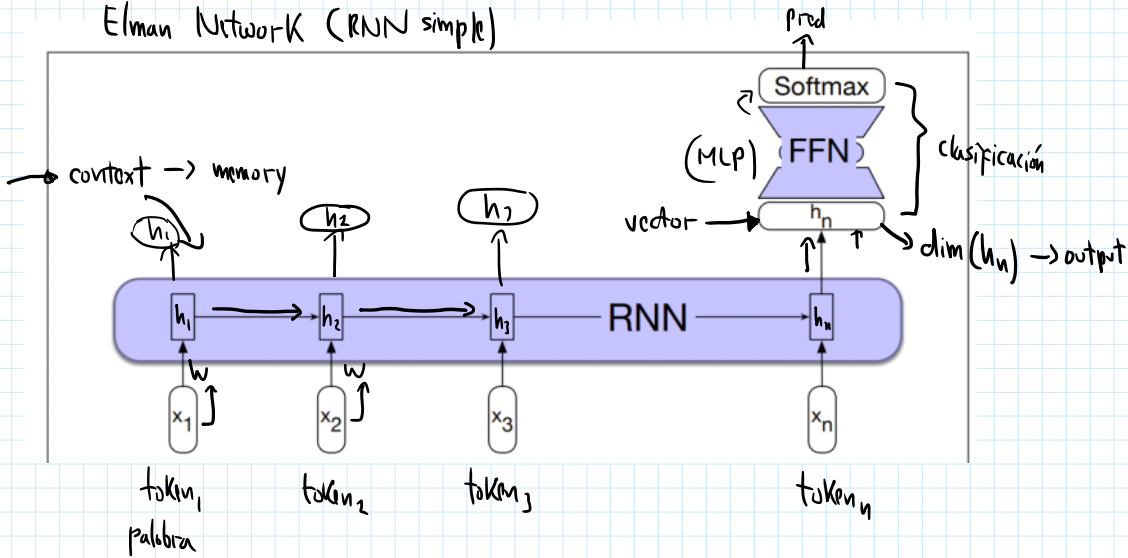 Elman Network (RNN simple)
pred
Softmax
(MLP) FFN
clasificación
context -> memory
h1 h2 h3
vector hn
dim(hn) -> output
h1 h2 h3 RNN hn
W W
x1 x2 x3 xn
token1 token2 token3 tokenn
palabra